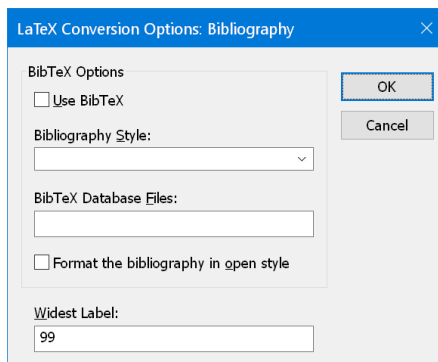 LaTeX Conversion Options: Bibliography
BibTeX Options
Use BibTeX
OK
Cancel
Bibliography Style:
BibTeX Database Files:
Format the bibliography in open style
Widest Label:
99